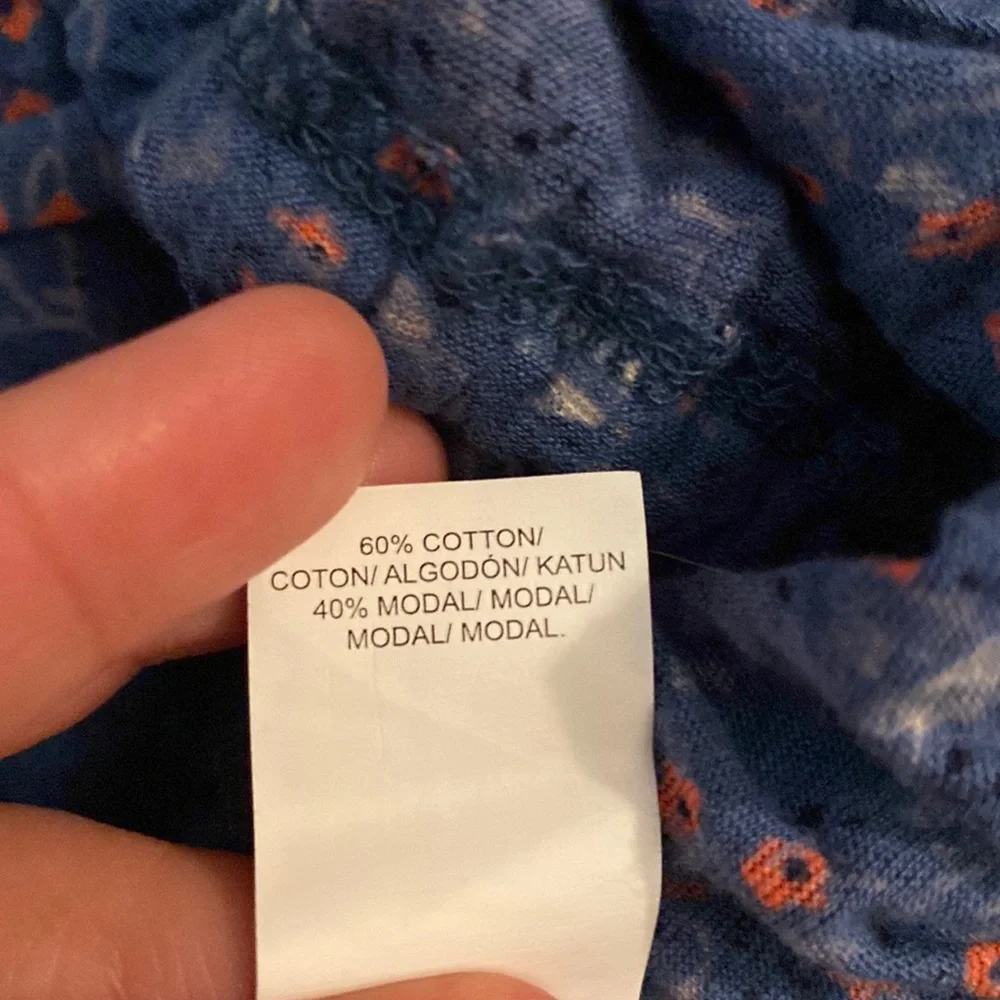 60% COTTON/
COTON/ ALGODÓN/ KATUN
40% MODAL/ MODAL/
MODAL/ MODAL.